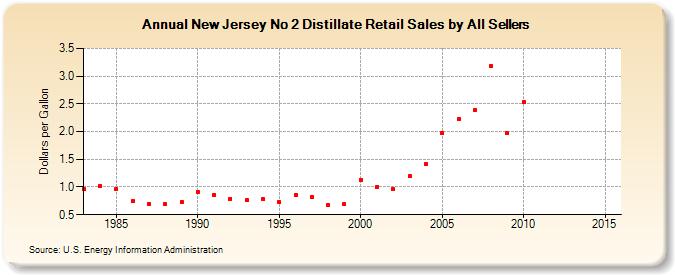 Annual New Jersey No 2 Distillate Retail Sales by All Sellers
Dollars per Gallon
3.5
3.0
2.5
2.0
1.5
1.0
0.5
1985 1990 1995 2000 2005 2010 2015
Source: U.S. Energy Information Administration